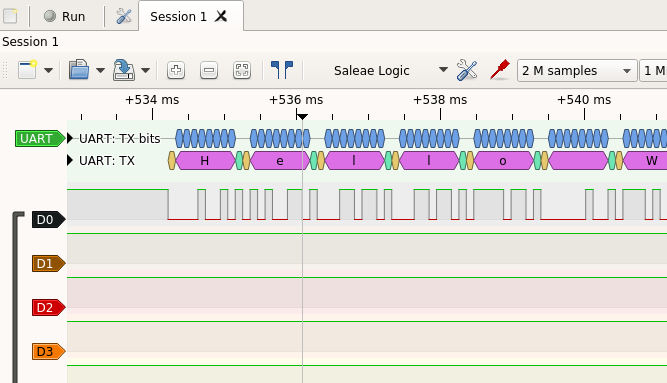 Run
Session 1
Session 1
Saleae Logic
2 M samples
1 M
+534 ms
+536 ms
+538 ms
+540 ms
UART
UART: TX bits
UART: TX
H
e
l
l
o
W
D0
D1
D2
D3